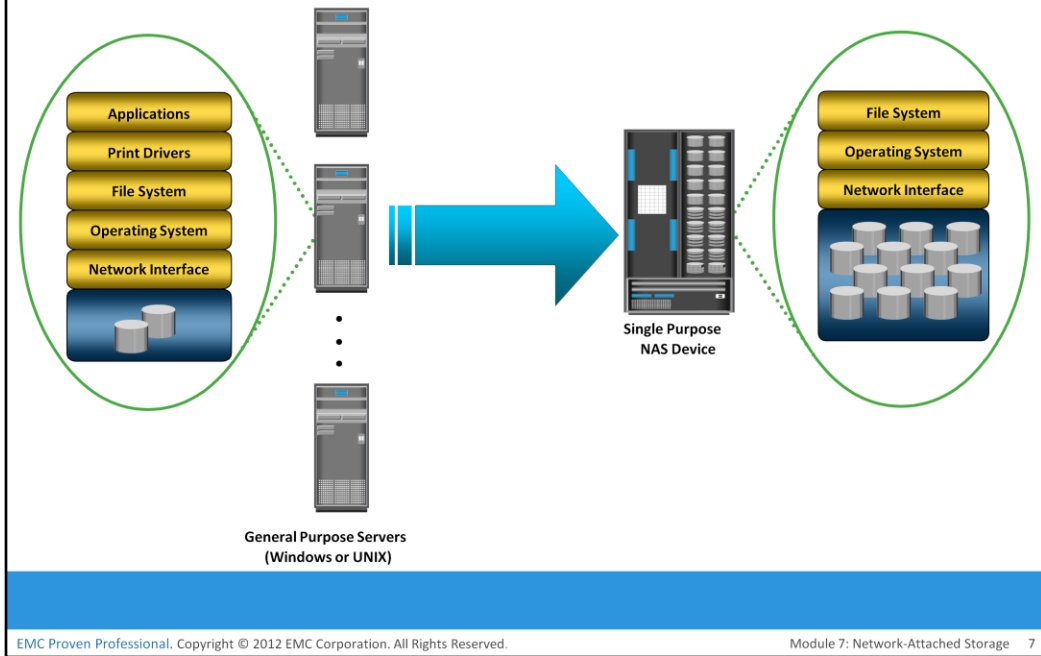 Applications
Print Drivers
File System
Operating System
Network Interface
General Purpose Servers
(Windows or UNIX)
Single Purpose
NAS Device
File System
Operating System
Network Interface
EMC Proven Professional. Copyright © 2012 EMC Corporation. All Rights Reserved.
Module 7: Network-Attached Storage 7